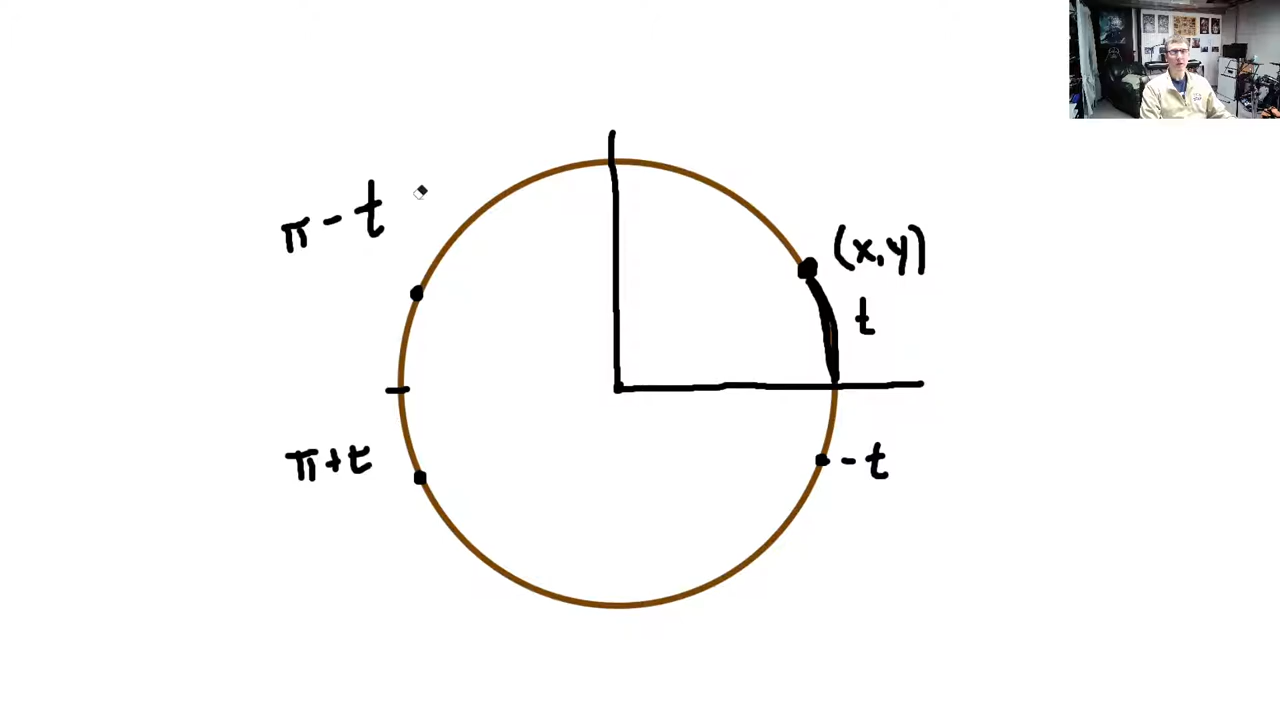 π - t
(x,y)
t
π+t
- t